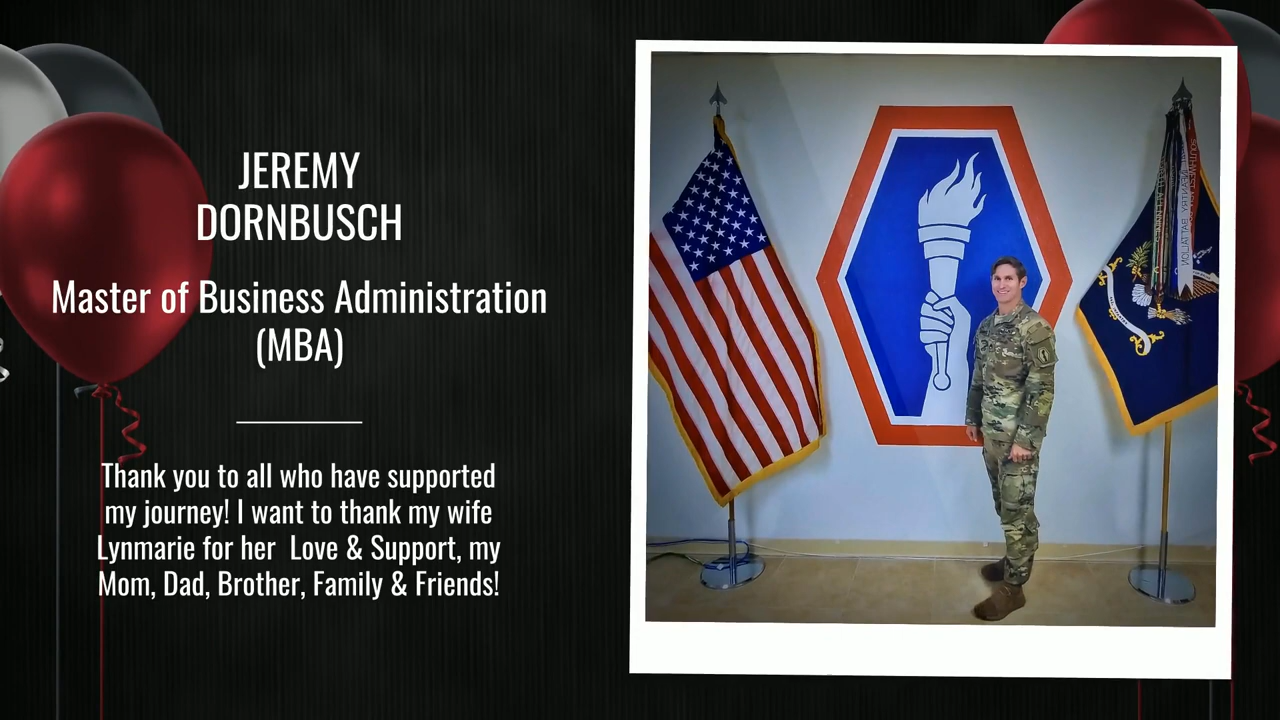 JEREMY
DORNBUSCH
Master of Business Administration
(MBA)
Thank you to all who have supported
my journey! I want to thank my wife
Lynmarie for her  Love & Support, my
Mom, Dad, Brother, Family & Friends!